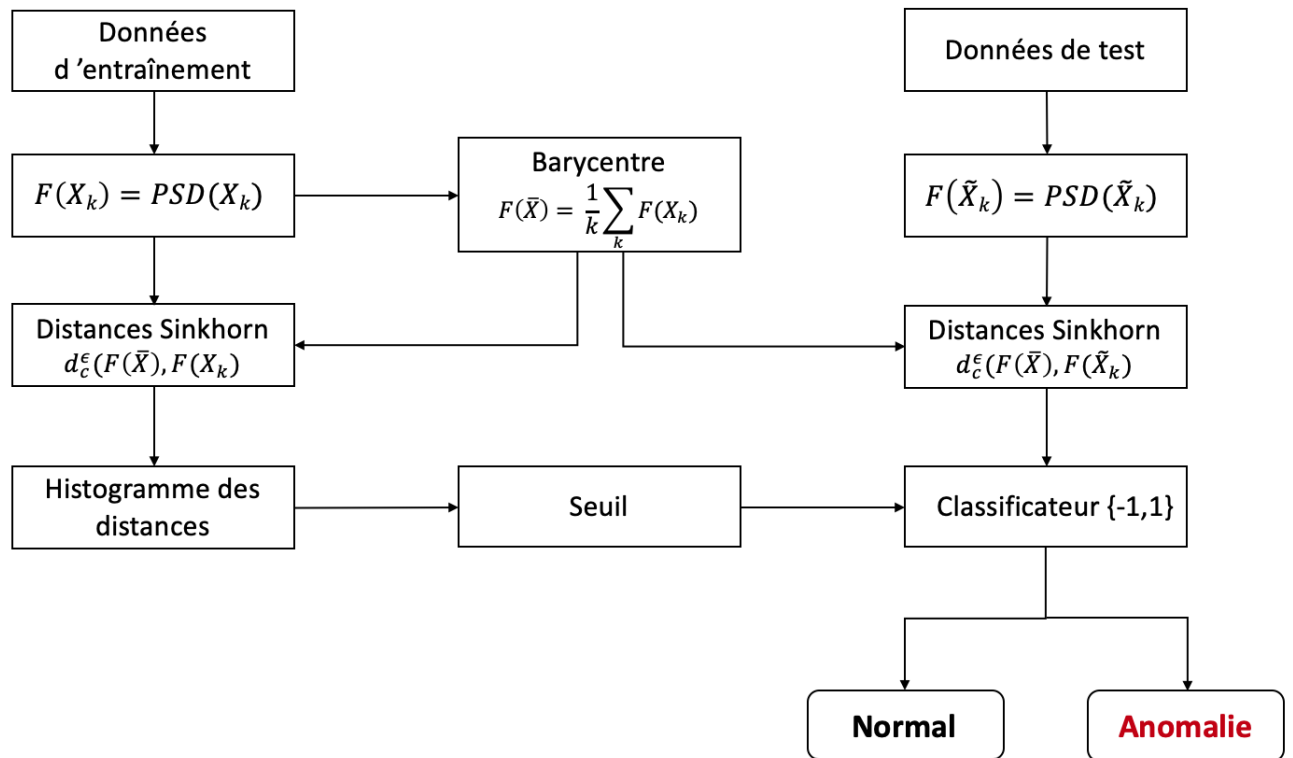 Données
d ’entraînement
Données de test
F(X_k) = PSD(X_k)
Barycentre
F(X̄) = 1/k ∑_k F(X_k)
F(X̃_k) = PSD(X̃_k)
Distances Sinkhorn
d_c^ϵ(F(X̄), F(X_k)
Distances Sinkhorn
d_c^ϵ(F(X̄), F(X̃_k)
Histogramme des
distances
Seuil
Classificateur {-1,1}
Normal
Anomalie